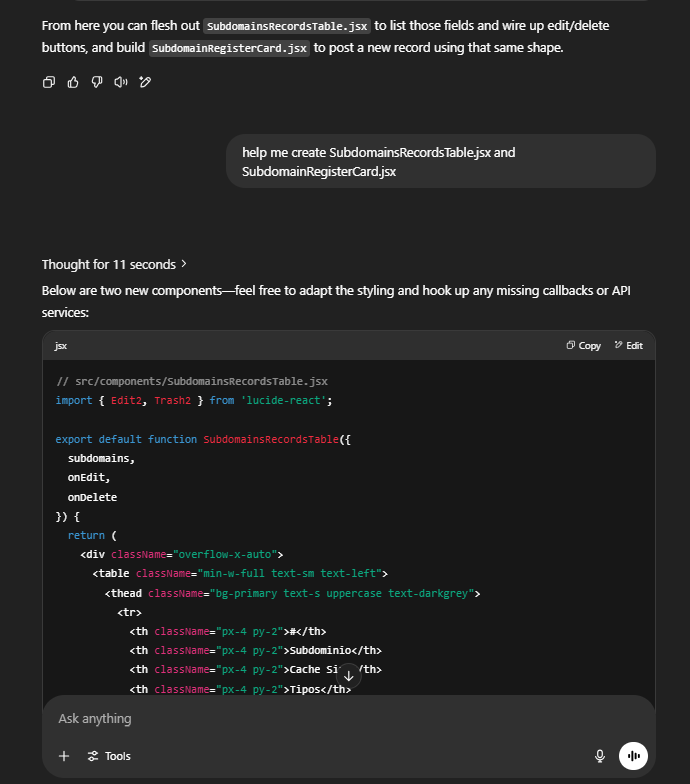 From here you can flesh out SubdomainsRecordsTable.jsx to list those fields and wire up edit/delete
buttons, and build SubdomainRegisterCard.jsx to post a new record using that same shape.
help me create SubdomainsRecordsTable.jsx and
SubdomainRegisterCard.jsx
Thought for 11 seconds
Below are two new components—feel free to adapt the styling and hook up any missing callbacks or API
services:
jsx Copy Edit
// src/components/SubdomainsRecordsTable.jsx
import { Edit2, Trash2 } from 'lucide-react';
export default function SubdomainsRecordsTable({
subdomains,
onEdit,
onDelete
}) {
return (
<div className="overflow-x-auto">
<table className="min-w-full text-sm text-left">
<thead className="bg-primary text-s uppercase text-darkgrey">
<tr>
<th className="px-4 py-2">#</th>
<th className="px-4 py-2">Subdominio</th>
<th className="px-4 py-2">Cache Si /th>
<th className="px-4 py-2">Tipos</th>
Ask anything
Tools